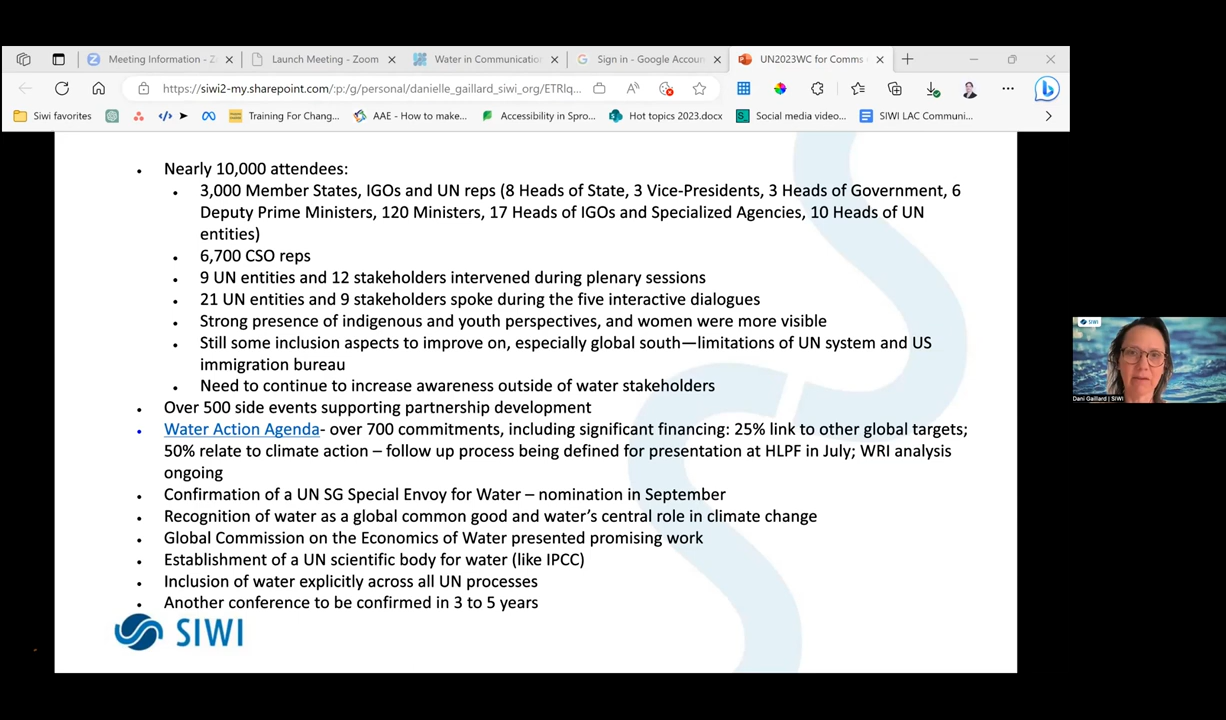 Meeting Information - Z
Launch Meeting - Zoom
Water in Communication
Sign in - Google Accoun
UN2023WC for Comms
https://siwi2-my.sharepoint.com/:p:/g/personal/danielle_gaillard_siwi_org/ETRlq...
Siwi favorites
Training For Chang...
AAE - How to make...
Accessibility in Spro...
Hot topics 2023.docx
Social media video...
SIWI LAC Communi...
• Nearly 10,000 attendees:
• 3,000 Member States, IGOs and UN reps (8 Heads of State, 3 Vice-Presidents, 3 Heads of Government, 6
Deputy Prime Ministers, 120 Ministers, 17 Heads of IGOs and Specialized Agencies, 10 Heads of UN
entities)
• 6,700 CSO reps
• 9 UN entities and 12 stakeholders intervened during plenary sessions
• 21 UN entities and 9 stakeholders spoke during the five interactive dialogues
• Strong presence of indigenous and youth perspectives, and women were more visible
• Still some inclusion aspects to improve on, especially global south—limitations of UN system and US
immigration bureau
• Need to continue to increase awareness outside of water stakeholders
• Over 500 side events supporting partnership development
• Water Action Agenda- over 700 commitments, including significant financing: 25% link to other global targets;
50% relate to climate action – follow up process being defined for presentation at HLPF in July; WRI analysis
ongoing
• Confirmation of a UN SG Special Envoy for Water – nomination in September
• Recognition of water as a global common good and water's central role in climate change
• Global Commission on the Economics of Water presented promising work
• Establishment of a UN scientific body for water (like IPCC)
• Inclusion of water explicitly across all UN processes
• Another conference to be confirmed in 3 to 5 years
SIWI
SIWI
Dani Gaillard | SIWI